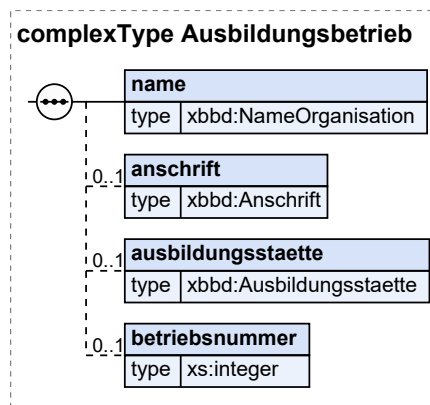 complexType Ausbildungsbetrieb
name
type xbbd:NameOrganisation
0..1 anschrift
type xbbd:Anschrift
0..1 ausbildungsstaette
type xbbd:Ausbildungsstaette
0..1 betriebsnummer
type xs:integer